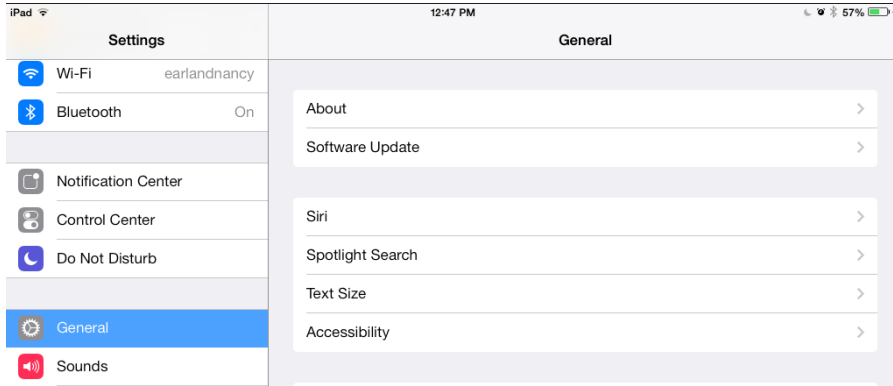 iPad 12:47 PM 57%
Settings
General
Wi-Fi earlandnancy
Bluetooth On
Notification Center
Control Center
Do Not Disturb
General
Sounds
About
Software Update
Siri
Spotlight Search
Text Size
Accessibility